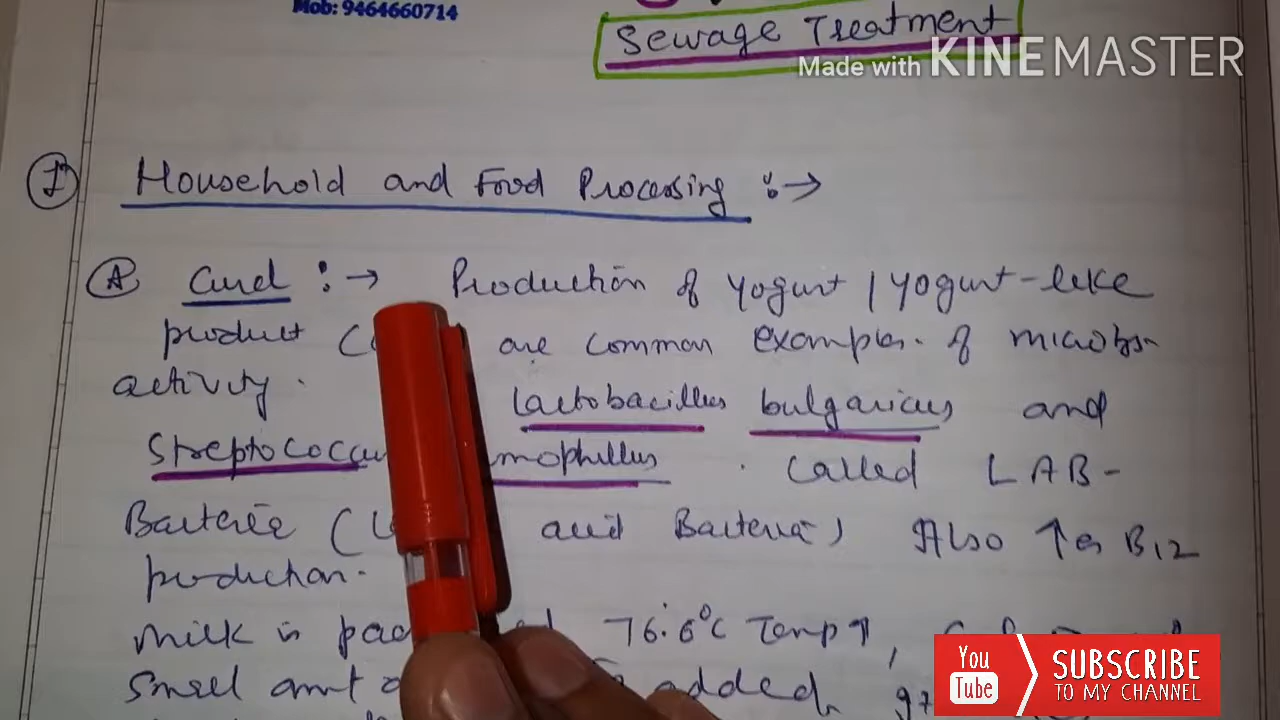 Mob: 9464660714
Sewage Treatment
Made with KINEMASTER
I Household and Food Processing :→
A Curd :→ Production of Yogurt / Yogurt-like
product ( are common examples of microbs
activity. Lactobacillus bulgaricus and
Streptococcu mophillus . Called LAB-
Bacteria ( acid Bacteria) Also ↑es B12
production.
Milk is 76.6°C Temp↑ ,
Small amt added,
You Tube SUBSCRIBE
TO MY CHANNEL